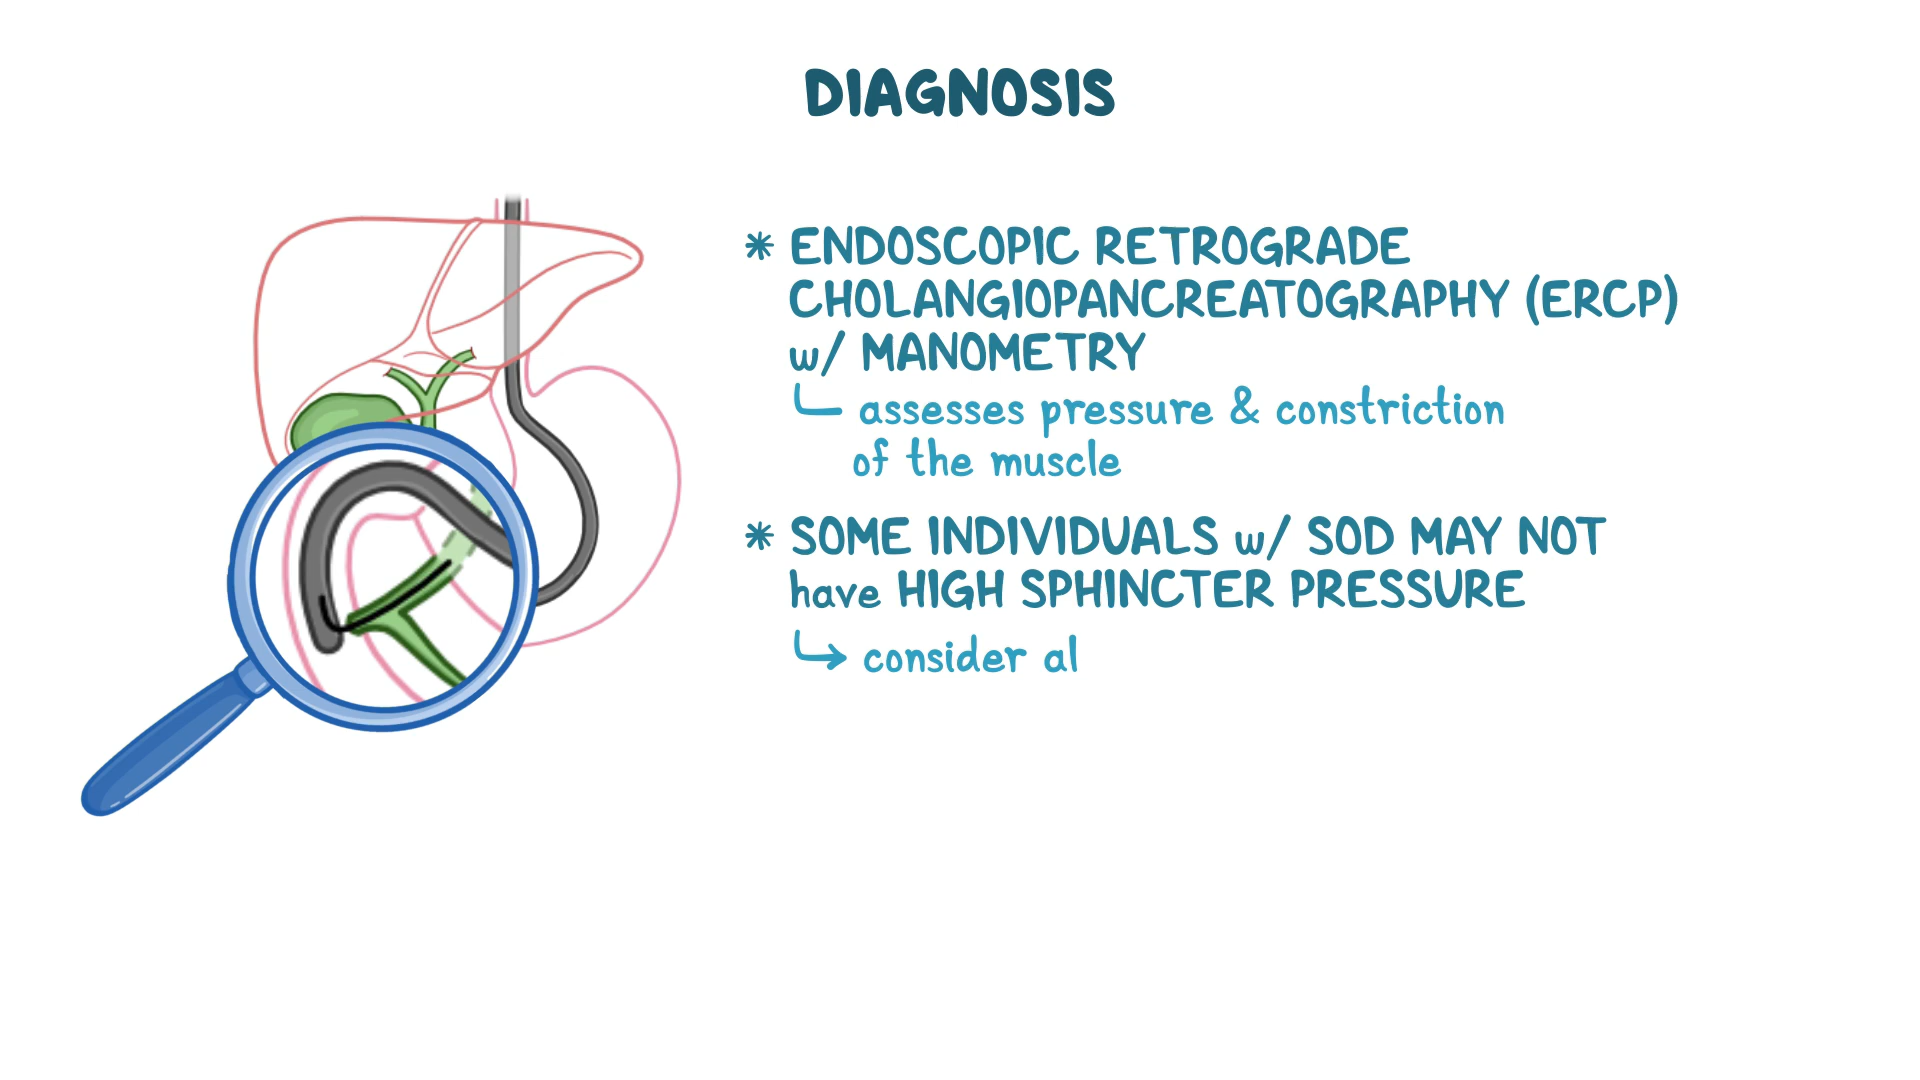 DIAGNOSIS
* ENDOSCOPIC RETROGRADE
CHOLANGIOPANCREATOGRAPHY (ERCP)
w/ MANOMETRY
assesses pressure & constriction
of the muscle
* SOME INDIVIDUALS w/ SOD MAY NOT
have HIGH SPHINCTER PRESSURE
consider al